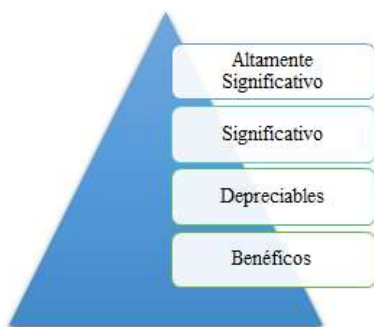 Altamente
Significativo
Significativo
Depreciables
Benéficos